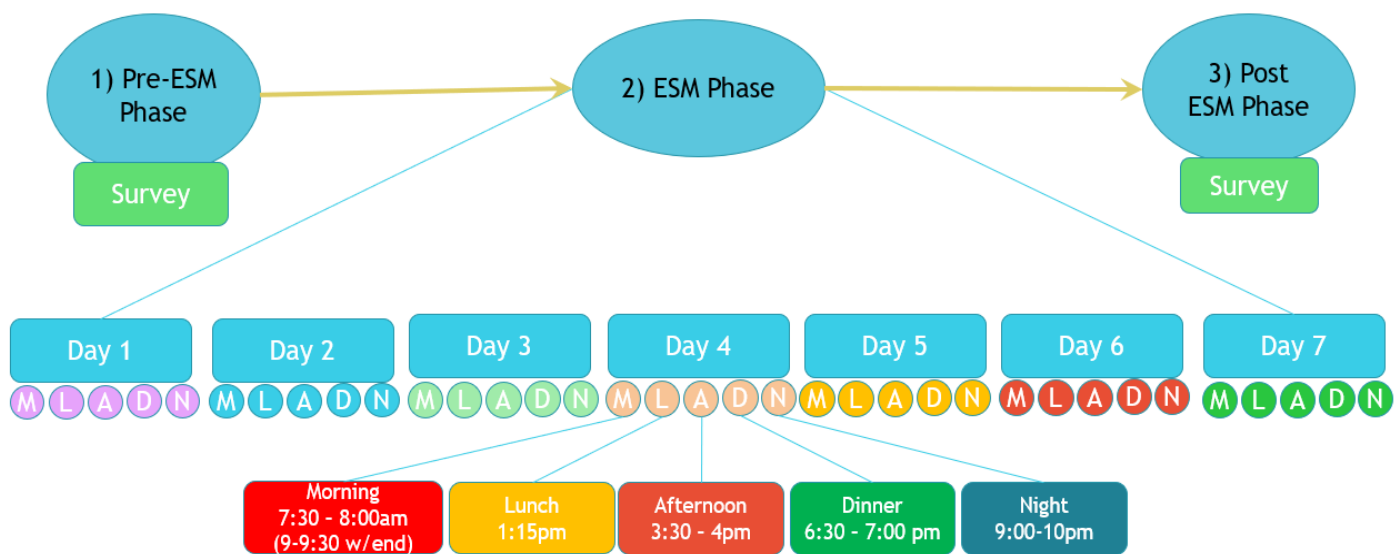 1) Pre-ESM
Phase
2) ESM Phase
3) Post
ESM Phase
Survey
Survey
Day 1
Day 2
Day 3
Day 4
Day 5
Day 6
Day 7
M L A D N
M L A D N
M L A D N
M L A D N
M L A D N
M L A D N
M L A D N
Morning
7:30 – 8:00am
(9-9:30 w/end)
Lunch
1:15pm
Afternoon
3:30 – 4pm
Dinner
6:30 – 7:00 pm
Night
9:00-10pm